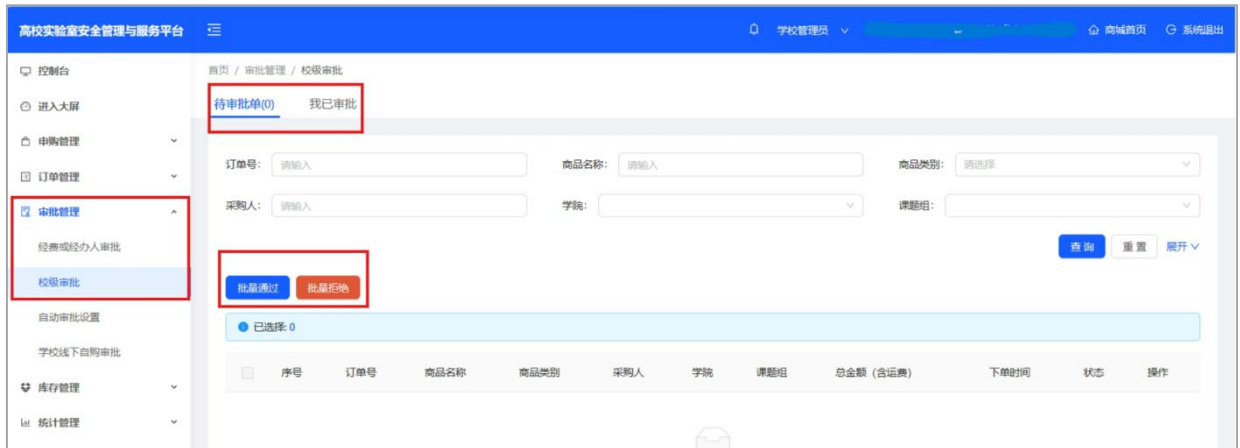 高校实验室安全管理与服务平台
学校管理员
商城首页
系统退出
控制台
进入大屏
申购管理
订单管理
审批管理
经费或经办人审批
校级审批
自动审批设置
学校线下自购审批
库存管理
统计管理
首页 / 审批管理 / 校级审批
待审批单(0) 我已审批
订单号: 请输入 商品名称: 请输入 商品类别: 请选择
采购人: 请输入 学院: 课题组:
查询 重置 展开
批量通过 批量拒绝
已选择: 0
序号 订单号 商品名称 商品类别 采购人 学院 课题组 总金额（含运费） 下单时间 状态 操作